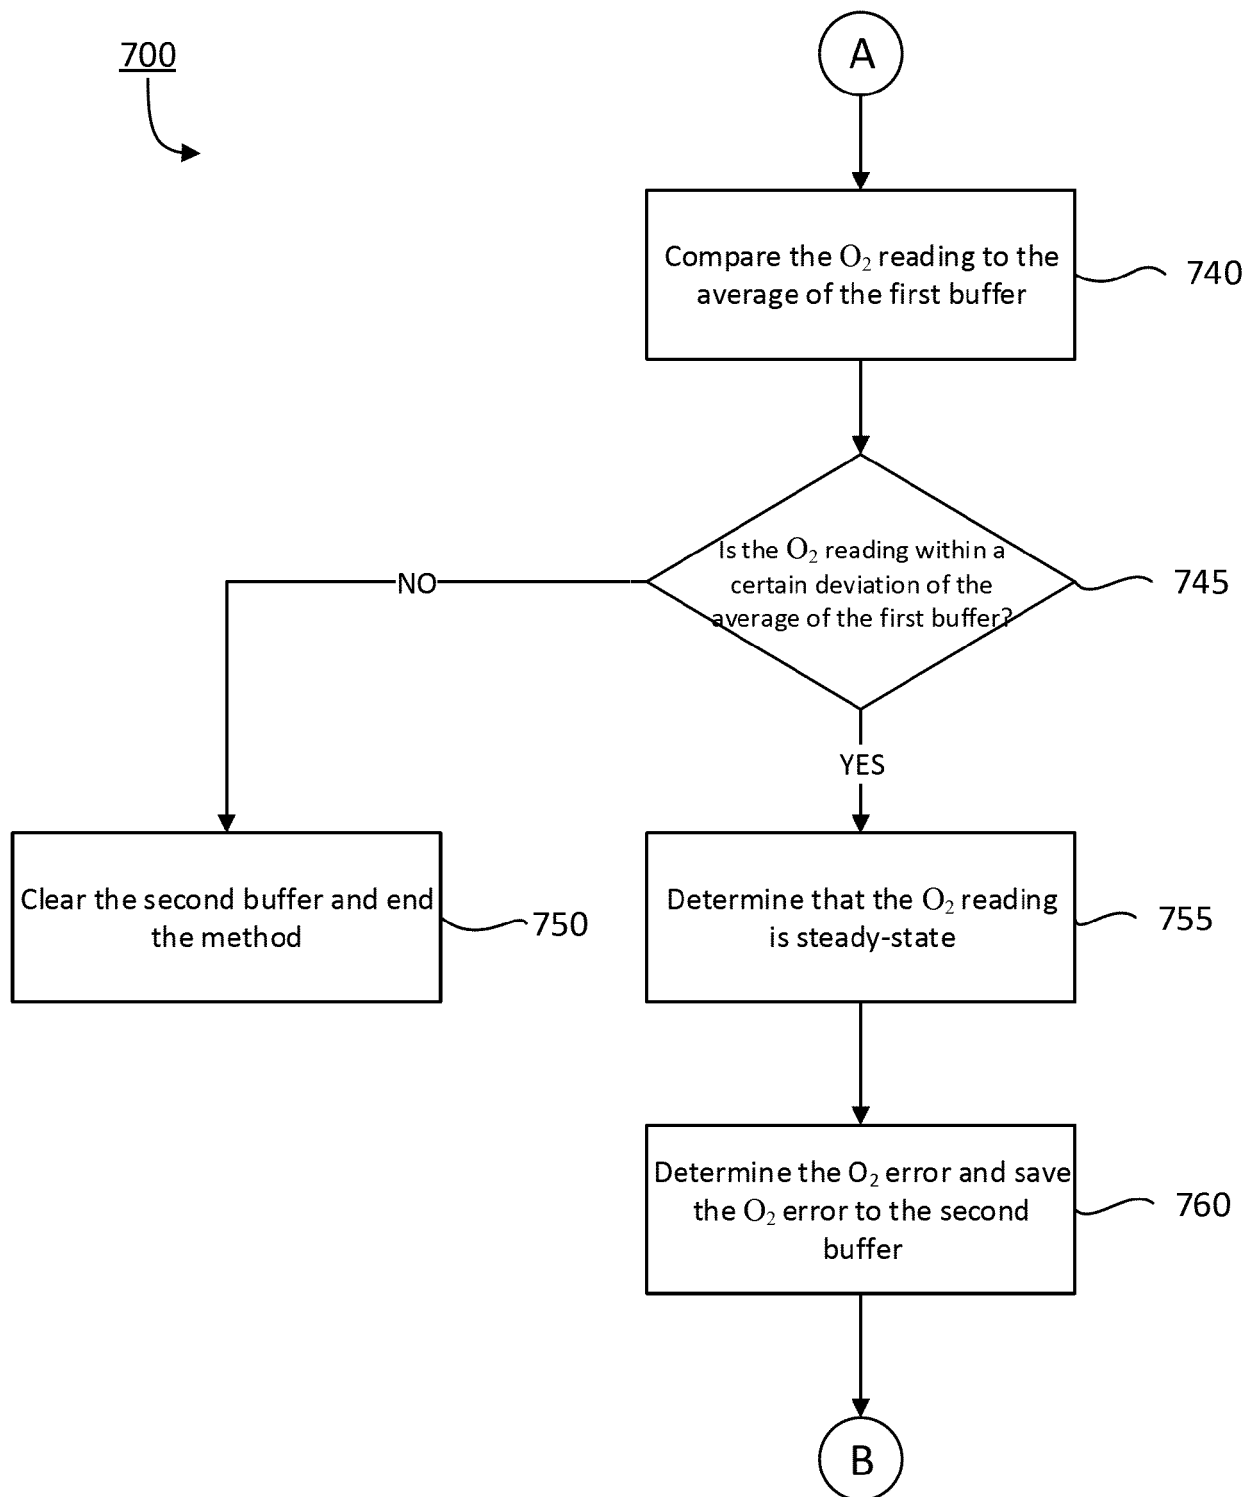 700
A
Compare the O₂ reading to the
average of the first buffer
740
Is the O₂ reading within a
certain deviation of the
average of the first buffer?
745
NO
YES
Clear the second buffer and end
the method
750
Determine that the O₂ reading
is steady-state
755
Determine the O₂ error and save
the O₂ error to the second
buffer
760
B